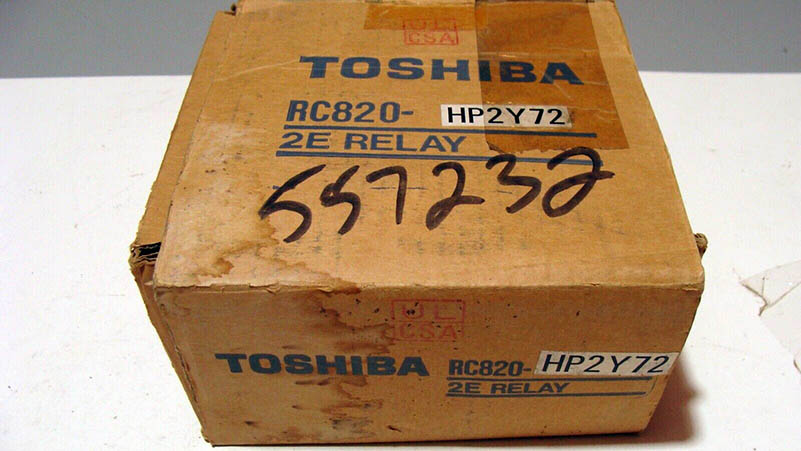 UL
CSA
TOSHIBA
RC820- HP2Y72
2E RELAY
557232
UL
CSA
TOSHIBA RC820- HP2Y72
2E RELAY